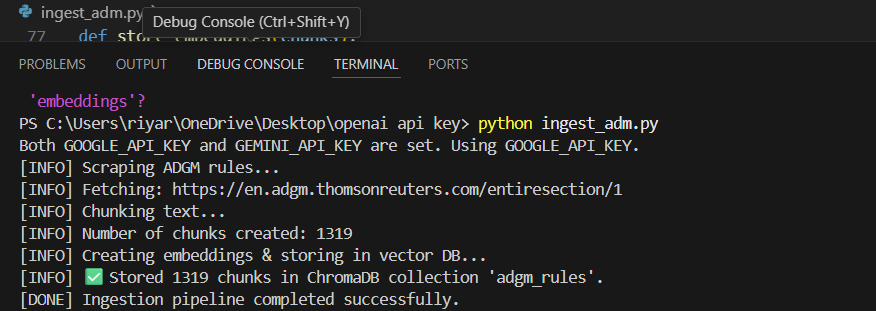 ingest_adm.py
Debug Console (Ctrl+Shift+Y)
77 def stor
PROBLEMS OUTPUT DEBUG CONSOLE TERMINAL PORTS
'embeddings'?
PS C:\Users\riyar\OneDrive\Desktop\openai api key> python ingest_adm.py
Both GOOGLE_API_KEY and GEMINI_API_KEY are set. Using GOOGLE_API_KEY.
[INFO] Scraping ADGM rules...
[INFO] Fetching: https://en.adgm.thomsonreuters.com/entiresection/1
[INFO] Chunking text...
[INFO] Number of chunks created: 1319
[INFO] Creating embeddings & storing in vector DB...
[INFO] ✅ Stored 1319 chunks in ChromaDB collection 'adgm_rules'.
[DONE] Ingestion pipeline completed successfully.